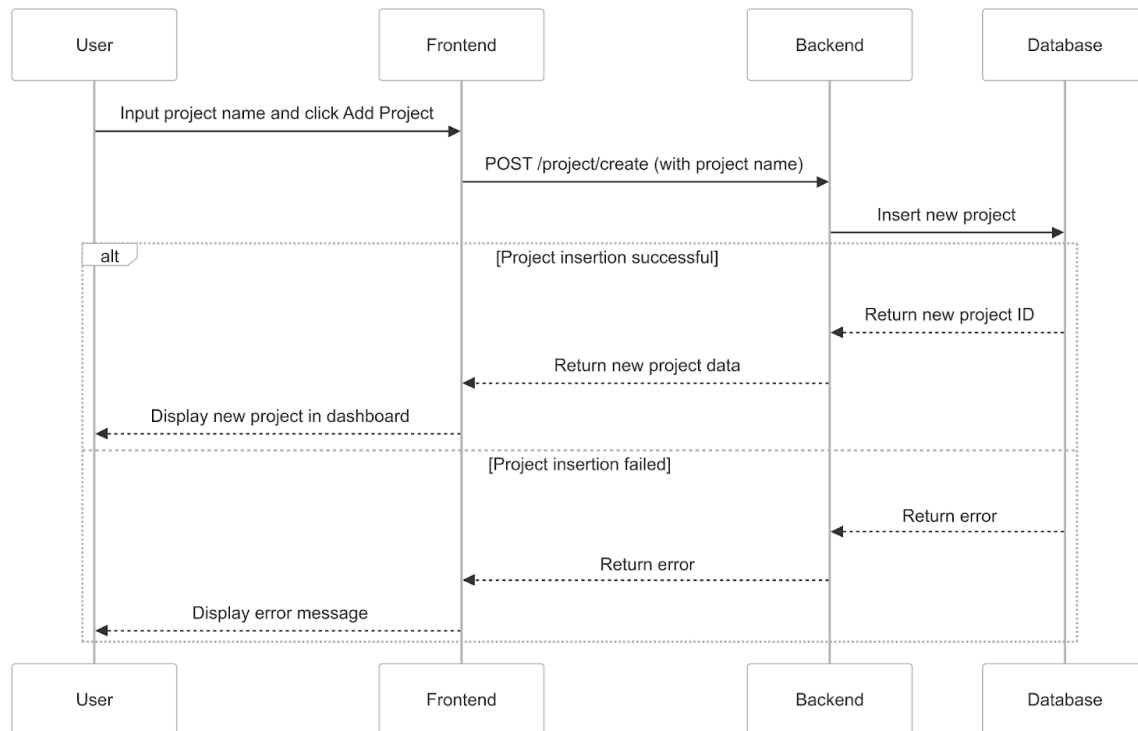 User
Frontend
Backend
Database
Input project name and click Add Project
POST /project/create (with project name)
Insert new project
alt
[Project insertion successful]
Return new project ID
Return new project data
Display new project in dashboard
[Project insertion failed]
Return error
Return error
Display error message
User
Frontend
Backend
Database